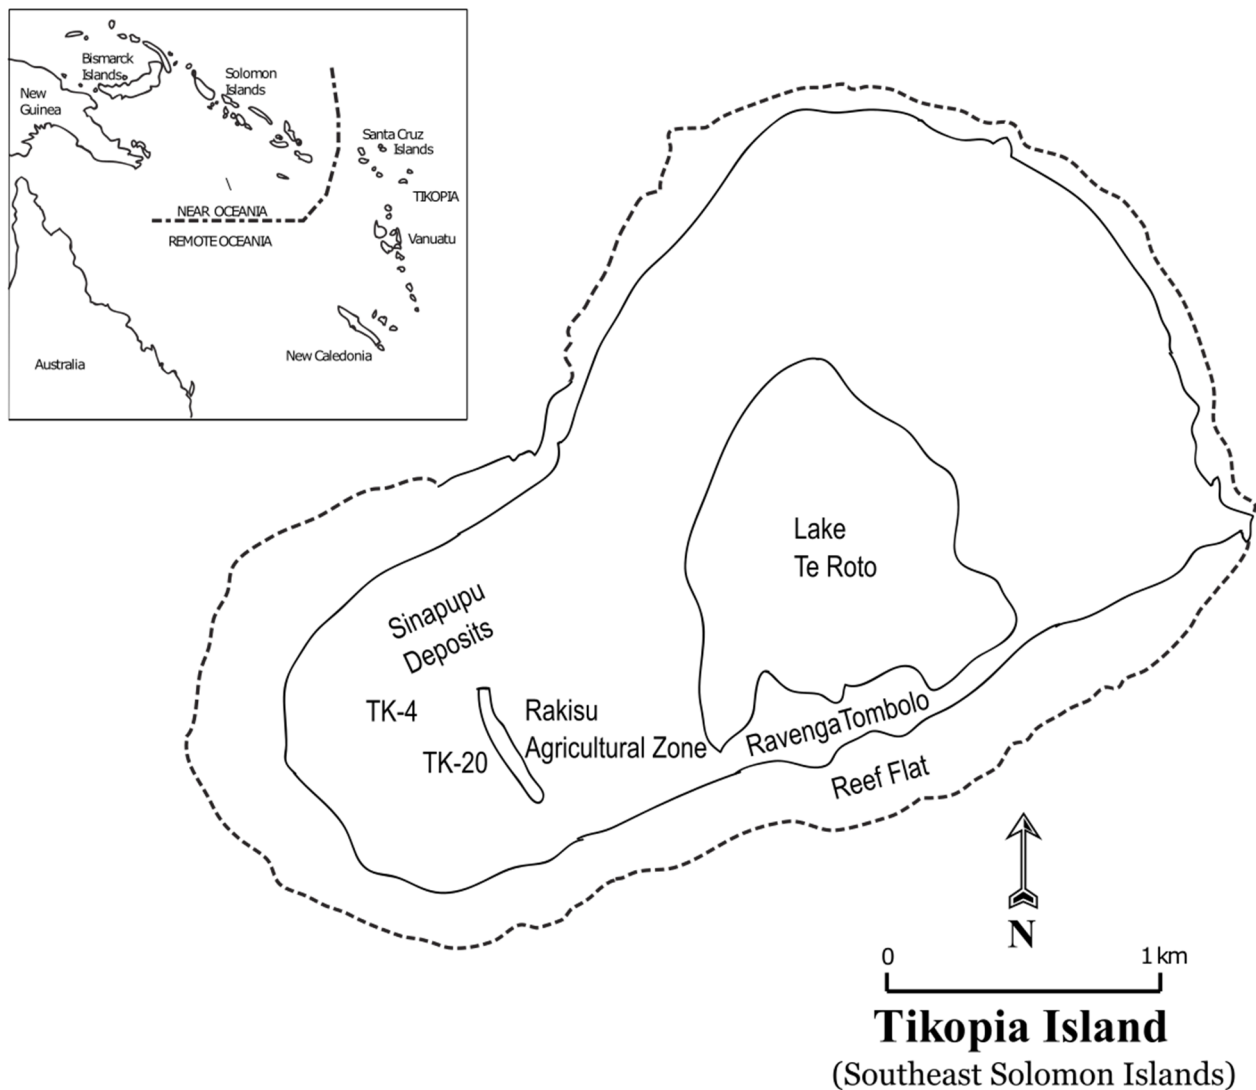 Bismarck
Islands
New
Guinea
Solomon
Islands
Santa Cruz
Islands
TIKOPIA
NEAR OCEANIA
REMOTE OCEANIA
Vanuatu
New Caledonia
Australia
Lake
Te Roto
Sinapupu
Deposits
TK-4
Rakisu
Agricultural Zone
TK-20
RavengaTombolo
Reef Flat
N
0 1 km
Tikopia Island
(Southeast Solomon Islands)